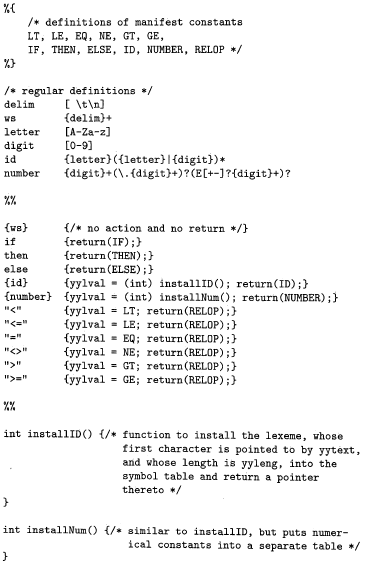 %{
    /* definitions of manifest constants
    LT, LE, EQ, NE, GT, GE,
    IF, THEN, ELSE, ID, NUMBER, RELOP */
%}
/* regular definitions */
delim     [ \t\n]
ws        {delim}+
letter    [A-Za-z]
digit     [0-9]
id        {letter}({letter}|{digit})*
number    {digit}+(\.{digit}+)?(E[+-]?{digit}+)?
%%
{ws}      {/* no action and no return */}
if        {return(IF);}
then      {return(THEN);}
else      {return(ELSE);}
{id}      {yylval = (int) installID(); return(ID);}
{number}  {yylval = (int) installNum(); return(NUMBER);}
"<"       {yylval = LT; return(RELOP);}
"<="      {yylval = LE; return(RELOP);}
"="       {yylval = EQ; return(RELOP);}
"<>"      {yylval = NE; return(RELOP);}
">"       {yylval = GT; return(RELOP);}
">="      {yylval = GE; return(RELOP);}
%%
int installID() {/* function to install the lexeme, whose
                    first character is pointed to by yytext,
                    and whose length is yyleng, into the
                    symbol table and return a pointer
                    thereto */
}
int installNum() {/* similar to installID, but puts numer-
                     ical constants into a separate table */
}